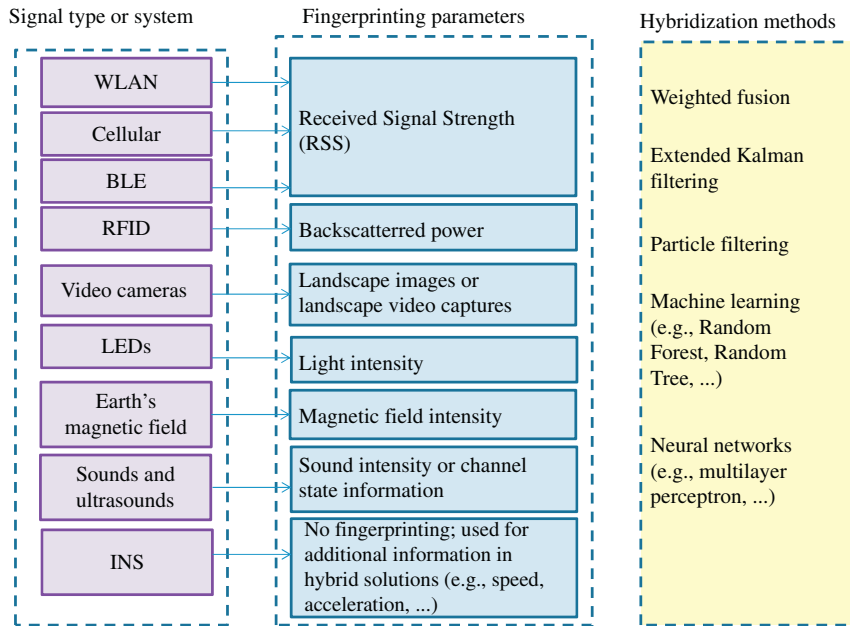 Signal type or system
Fingerprinting parameters
Hybridization methods
WLAN
Cellular
BLE
RFID
Video cameras
LEDs
Earth's
magnetic field
Sounds and
ultrasounds
INS
Received Signal Strength
(RSS)
Backscatterred power
Landscape images or
landscape video captures
Light intensity
Magnetic field intensity
Sound intensity or channel
state information
No fingerprinting; used for
additional information in
hybrid solutions (e.g., speed,
acceleration, ...)
Weighted fusion
Extended Kalman
filtering
Particle filtering
Machine learning
(e.g., Random
Forest, Random
Tree, ...)
Neural networks
(e.g., multilayer
perceptron, ...)